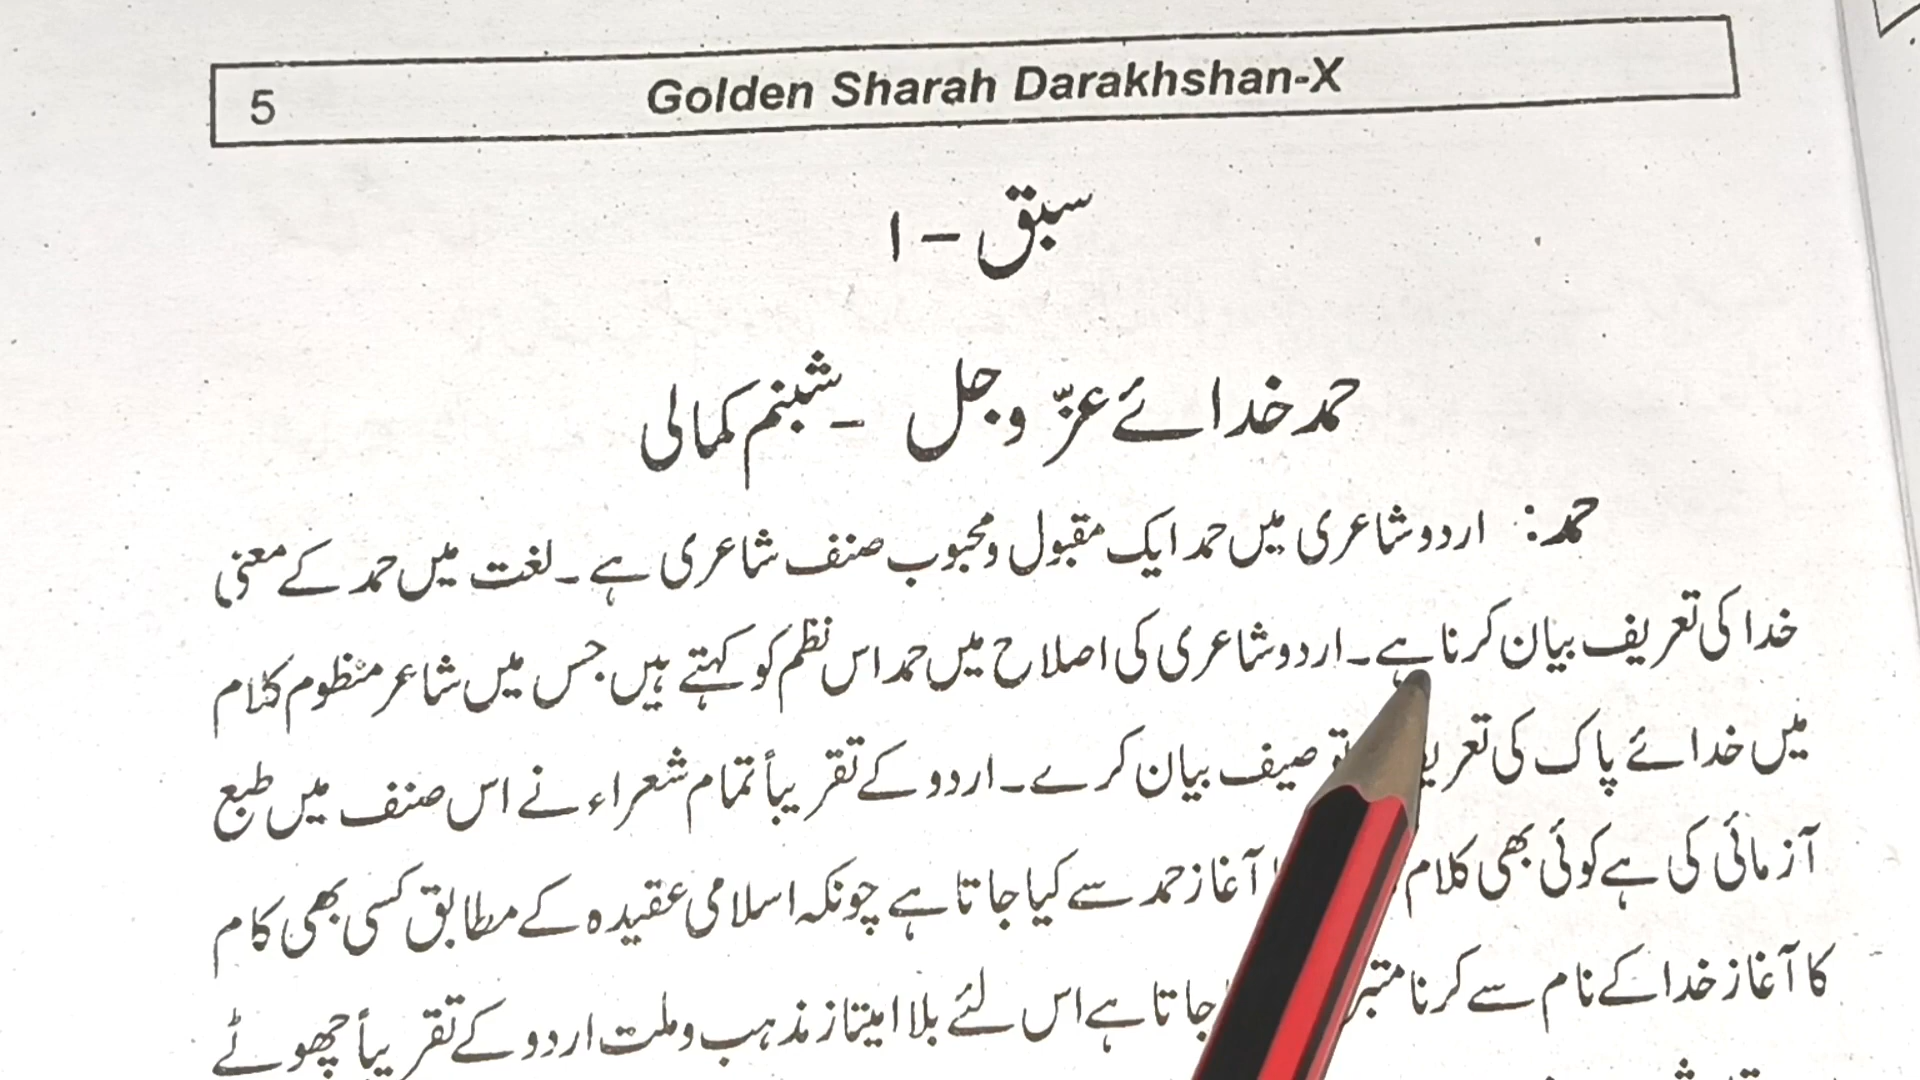 5 Golden Sharah Darakhshan-X
سبق - ۱
حمد خدائے عزّ و جل - شبنم کمالی
حمد: اردو شاعری میں حمد ایک مقبول و محبوب صنف شاعری ہے۔ لغت میں حمد کے معنی
خدا کی تعریف بیان کرنا ہے۔ اردو شاعری کی اصلاح میں حمد اس نظم کو کہتے ہیں جس میں شاعر منظوم کلام
میں خدائے پاک کی صیف بیان کرے۔ اردو کے تقریباً تمام شعراء نے اس صنف میں طبع
آزمائی کی ہے کوئی بھی کلام آغاز حمد سے کیا جاتا ہے چونکہ اسلامی عقیدہ کے مطابق کسی بھی کام
کا آغاز خدا کے نام سے کرنا جاتا ہے اس لئے بلا امیتاز مذہب و ملت اردو کے تقریباً چھوٹے